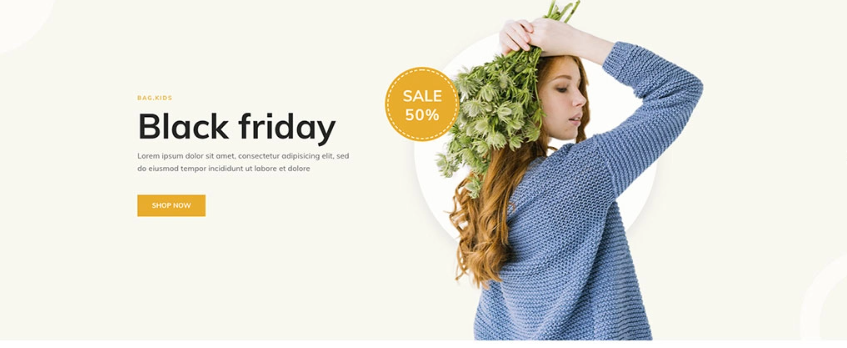 BAG,KIDS
Black friday
Lorem ipsum dolor sit amet, consectetur adipisicing elit, sed
do eiusmod tempor incididunt ut labore et dolore
SHOP NOW
SALE
50%